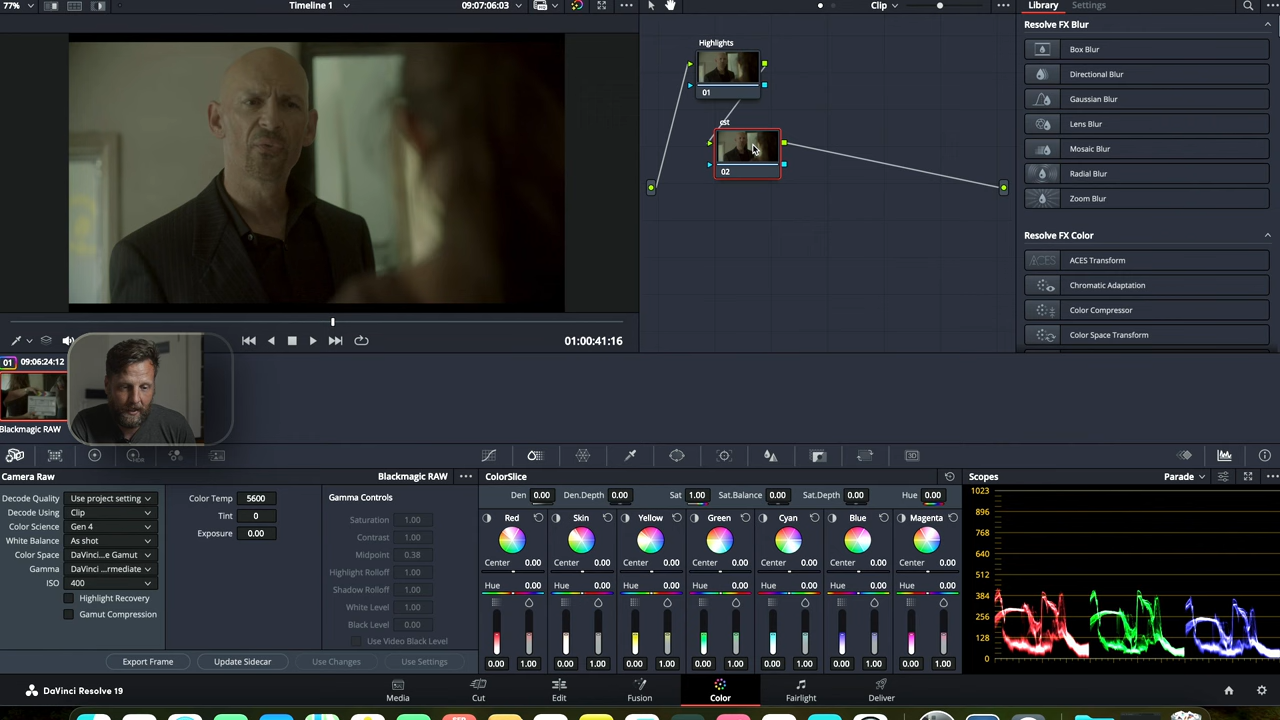 77%
Timeline 1
09:07:06:03
Clip
Library
Settings
Highlights
01
cst
02
Resolve FX Blur
Box Blur
Directional Blur
Gaussian Blur
Lens Blur
Mosaic Blur
Radial Blur
Zoom Blur
Resolve FX Color
ACES Transform
Chromatic Adaptation
Color Compressor
Color Space Transform
01:00:41:16
01 09:06:24:12
Blackmagic RAW
Camera Raw
Blackmagic RAW
Decode Quality Use project setting
Decode Using Clip
Color Science Gen 4
White Balance As shot
Color Space DaVinci...e Gamut
Gamma DaVinci ...rmediate
ISO 400
Highlight Recovery
Gamut Compression
Color Temp 5600
Tint 0
Exposure 0.00
Gamma Controls
Saturation 1.00
Contrast 1.00
Midpoint 0.38
Highlight Rolloff 1.00
Shadow Rolloff 1.00
White Level 1.00
Black Level 0.00
Use Video Black Level
Export Frame
Update Sidecar
Use Changes
Use Settings
ColorSlice
Den 0.00 Den.Depth 0.00 Sat 1.00 Sat.Balance 0.00 Sat.Depth 0.00 Hue 0.00
Red Skin Yellow Green Cyan Blue Magenta
Center 0.00 Center 0.00 Center 0.00 Center 0.00 Center 0.00 Center 0.00 Center 0.00
Hue 0.00 Hue 0.00 Hue 0.00 Hue 0.00 Hue 0.00 Hue 0.00 Hue 0.00
0.00 1.00 0.00 1.00 0.00 1.00 0.00 1.00 0.00 1.00 0.00 1.00 0.00 1.00
Scopes
Parade
1023
896
768
640
512
384
256
128
0
DaVinci Resolve 19
Media
Cut
Edit
Fusion
Color
Fairlight
Deliver